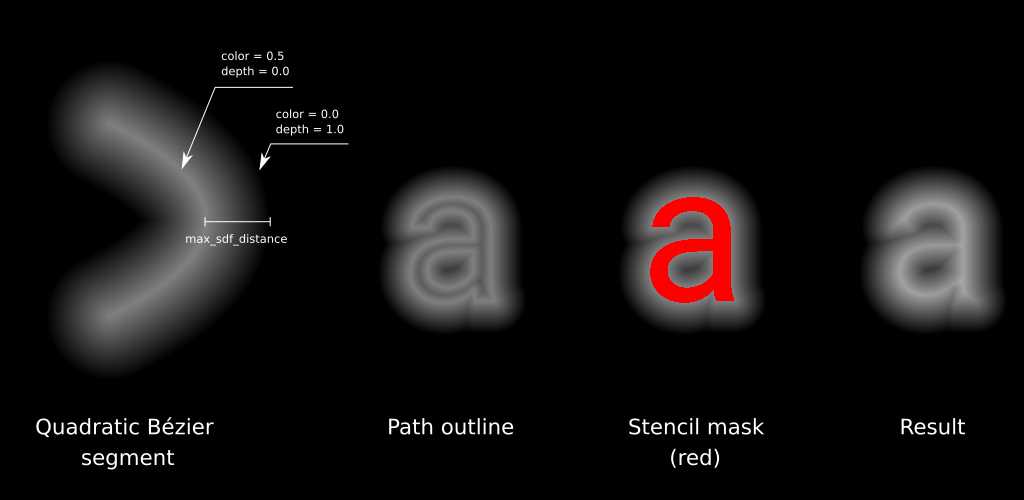 color = 0.5
depth = 0.0
color = 0.0
depth = 1.0
max_sdf_distance
a
a
a
Quadratic Bézier
segment
Path outline
Stencil mask
(red)
Result